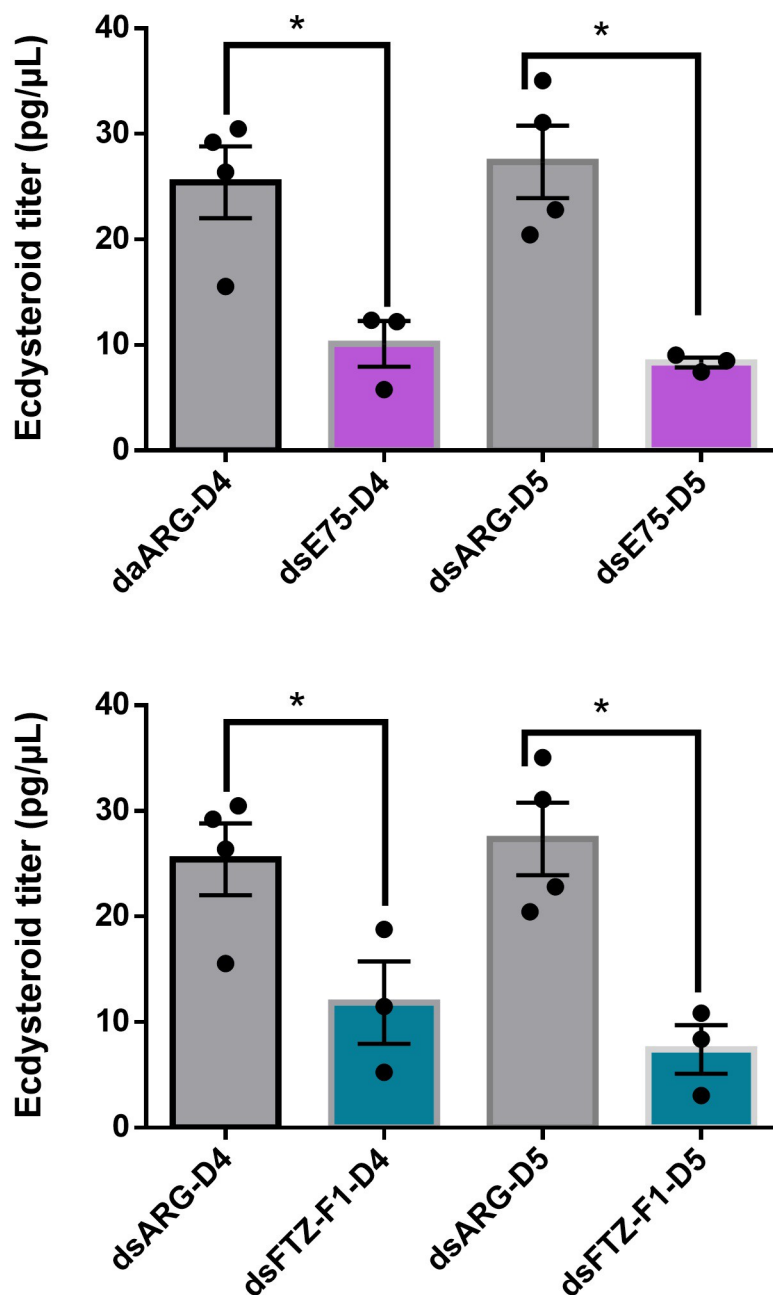 * *
40
30
20
10
0
Ecdysteroid titer (pg/µL)
daARG-D4
dsE75-D4
dsARG-D5
dsE75-D5
* *
40
30
20
10
0
Ecdysteroid titer (pg/µL)
dsARG-D4
dsFTZ-F1-D4
dsARG-D5
dsFTZ-F1-D5